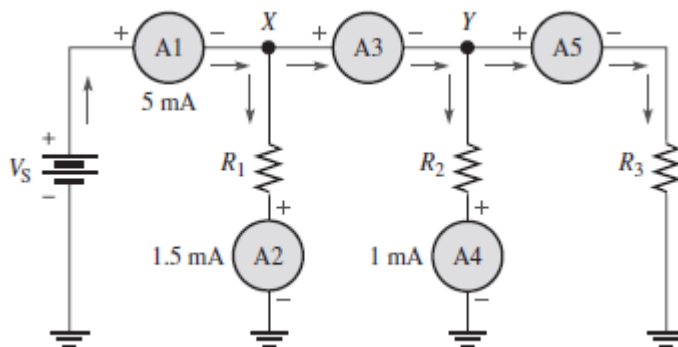 X Y
+ A1 − + A3 − + A5 −
5 mA
+
V_S R_1 R_2 R_3
−
+ +
1.5 mA A2 1 mA A4
− −